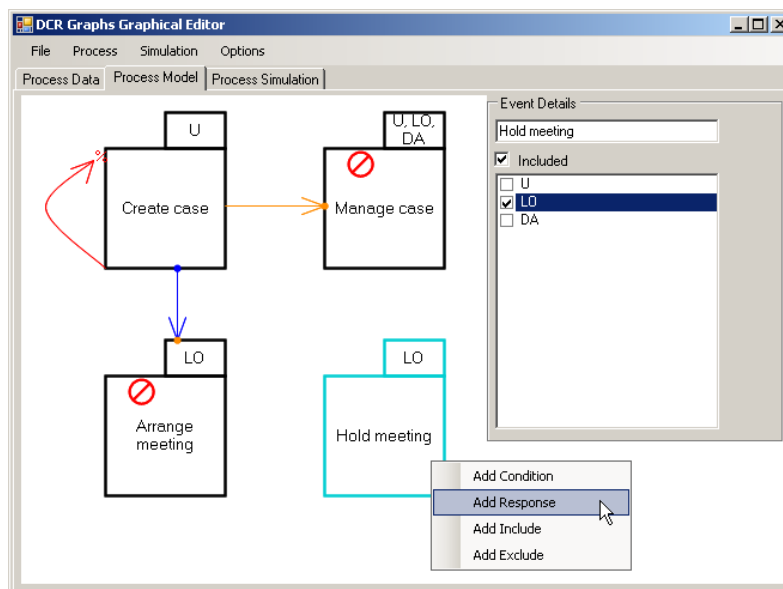 DCR Graphs Graphical Editor
File Process Simulation Options
Process Data Process Model Process Simulation
U
Create case
%
U, LO,
DA
Manage case
LO
Arrange
meeting
LO
Hold meeting
Event Details
Hold meeting
Included
U
LO
DA
Add Condition
Add Response
Add Include
Add Exclude